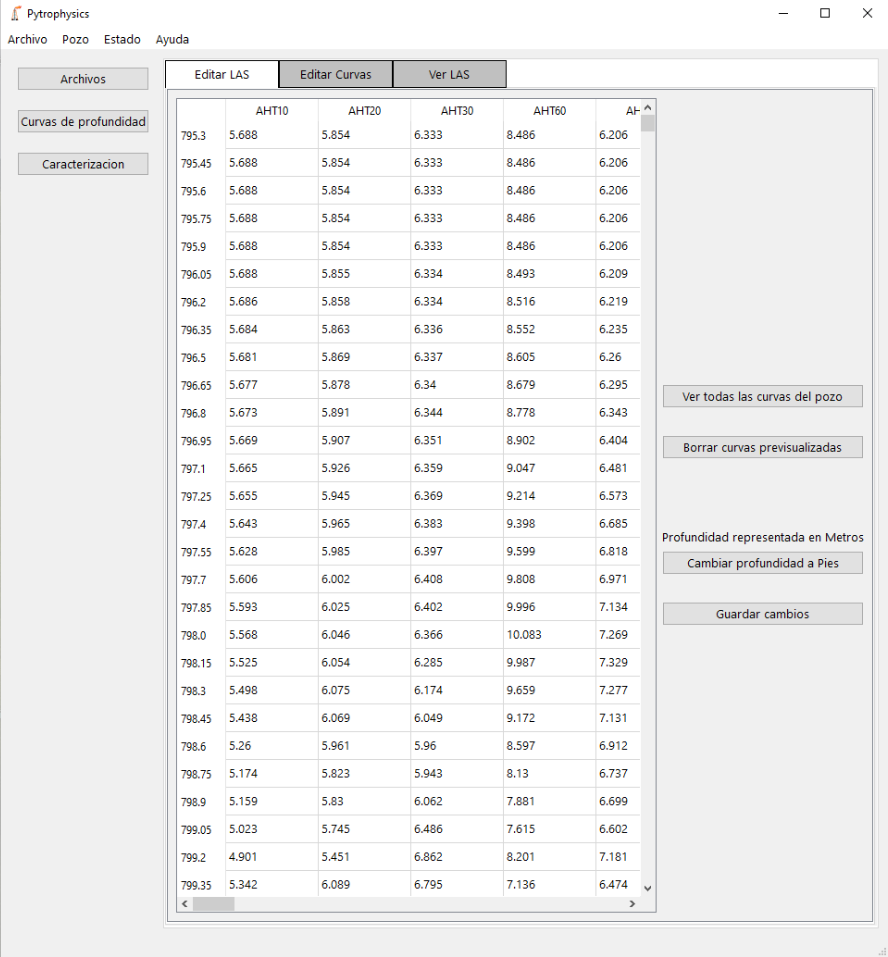 Pytrophysics
Archivo Pozo Estado Ayuda
Archivos
Curvas de profundidad
Caracterizacion
Editar LAS Editar Curvas Ver LAS
AHT10 AHT20 AHT30 AHT60 AH
795.3 5.688 5.854 6.333 8.486 6.206
795.45 5.688 5.854 6.333 8.486 6.206
795.6 5.688 5.854 6.333 8.486 6.206
795.75 5.688 5.854 6.333 8.486 6.206
795.9 5.688 5.854 6.333 8.486 6.206
796.05 5.688 5.855 6.334 8.493 6.209
796.2 5.686 5.858 6.334 8.516 6.219
796.35 5.684 5.863 6.336 8.552 6.235
796.5 5.681 5.869 6.337 8.605 6.26
796.65 5.677 5.878 6.34 8.679 6.295
796.8 5.673 5.891 6.344 8.778 6.343
796.95 5.669 5.907 6.351 8.902 6.404
797.1 5.665 5.926 6.359 9.047 6.481
797.25 5.655 5.945 6.369 9.214 6.573
797.4 5.643 5.965 6.383 9.398 6.685
797.55 5.628 5.985 6.397 9.599 6.818
797.7 5.606 6.002 6.408 9.808 6.971
797.85 5.593 6.025 6.402 9.996 7.134
798.0 5.568 6.046 6.366 10.083 7.269
798.15 5.525 6.054 6.285 9.987 7.329
798.3 5.498 6.075 6.174 9.659 7.277
798.45 5.438 6.069 6.049 9.172 7.131
798.6 5.26 5.961 5.96 8.597 6.912
798.75 5.174 5.823 5.943 8.13 6.737
798.9 5.159 5.83 6.062 7.881 6.699
799.05 5.023 5.745 6.486 7.615 6.602
799.2 4.901 5.451 6.862 8.201 7.181
799.35 5.342 6.089 6.795 7.136 6.474
Ver todas las curvas del pozo
Borrar curvas previsualizadas
Profundidad representada en Metros
Cambiar profundidad a Pies
Guardar cambios